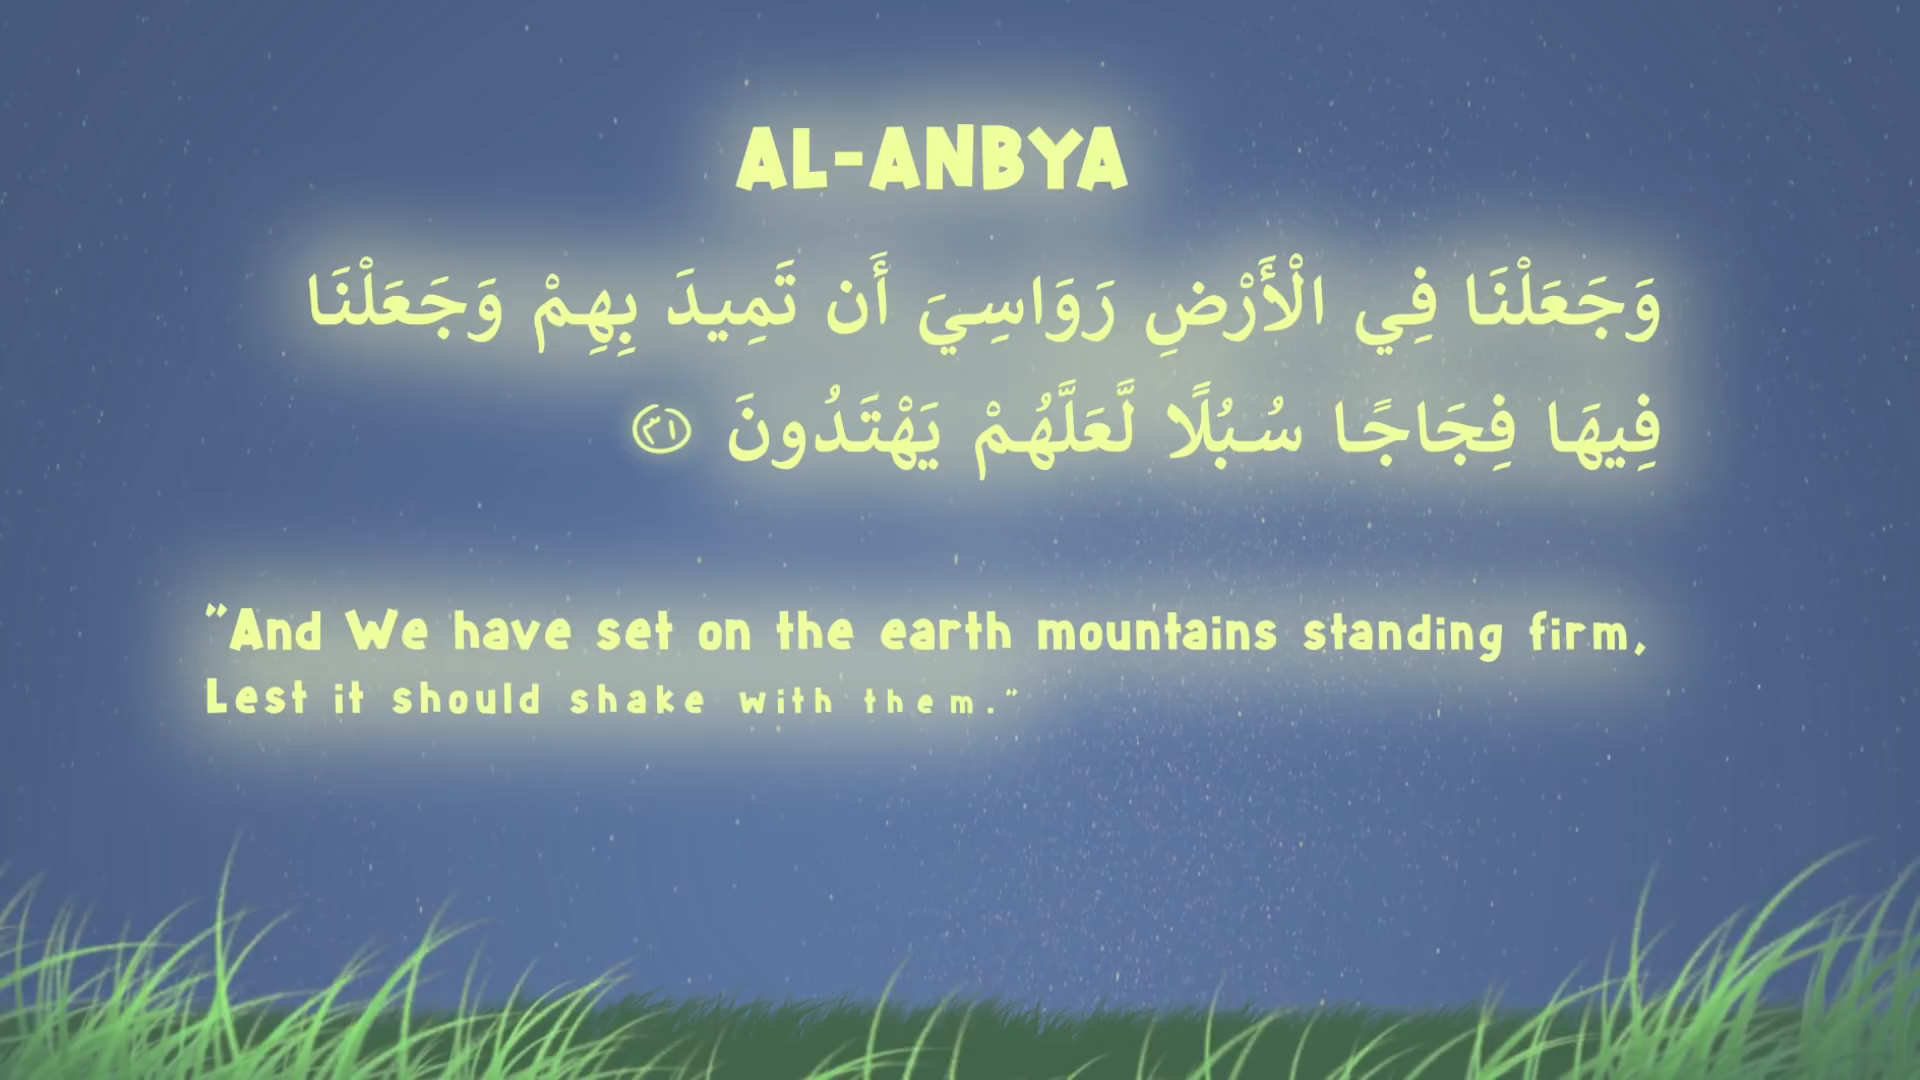 AL-ANBYA
وَجَعَلْنَا فِي الْأَرْضِ رَوَاسِيَ أَن تَمِيدَ بِهِمْ وَجَعَلْنَا
فِيهَا فِجَاجًا سُبُلًا لَّعَلَّهُمْ يَهْتَدُونَ ٣١
"And We have set on the earth mountains standing firm,
Lest it should shake with them."